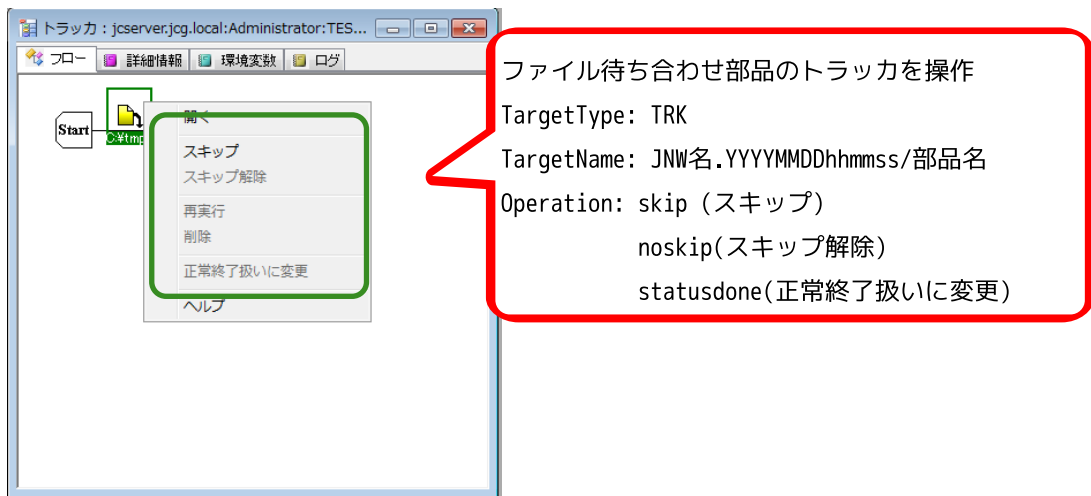 トラッカ : jcserver.jcg.local:Administrator:TES...
フロー 詳細情報 環境変数 ログ
Start
C:¥tmp
開く
スキップ
スキップ解除
再実行
削除
正常終了扱いに変更
ヘルプ
ファイル待ち合わせ部品のトラッカを操作
TargetType: TRK
TargetName: JNW名.YYYYMMDDhhmmss/部品名
Operation: skip (スキップ)
noskip(スキップ解除)
statusdone(正常終了扱いに変更)